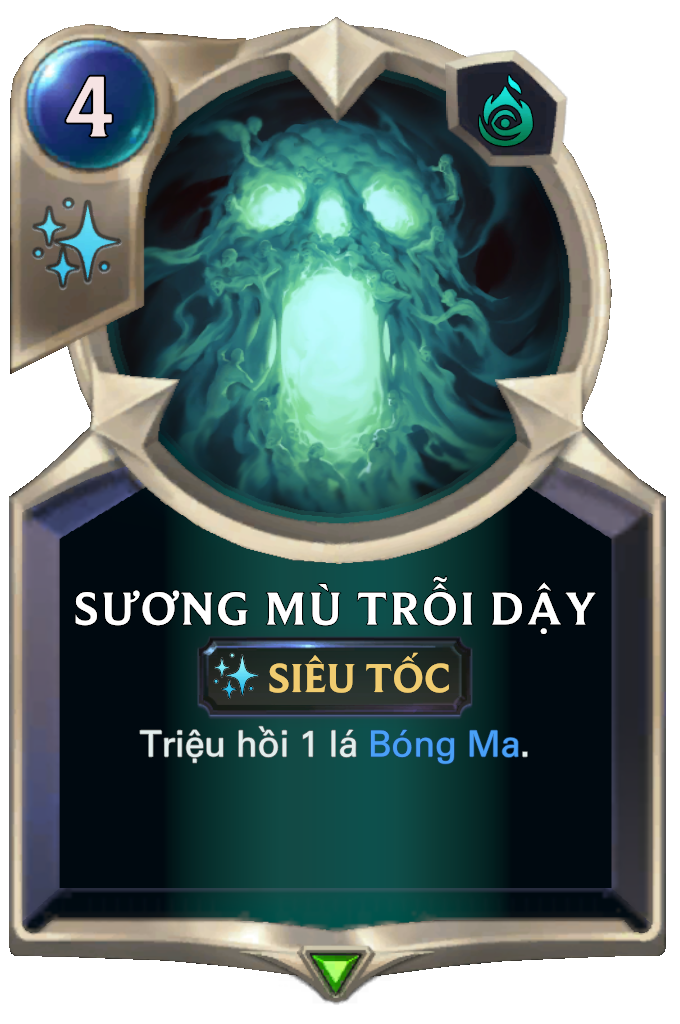 4
SƯƠNG MÙ TRỖI DẬY
SIÊU TỐC
Triệu hồi 1 lá Bóng Ma.